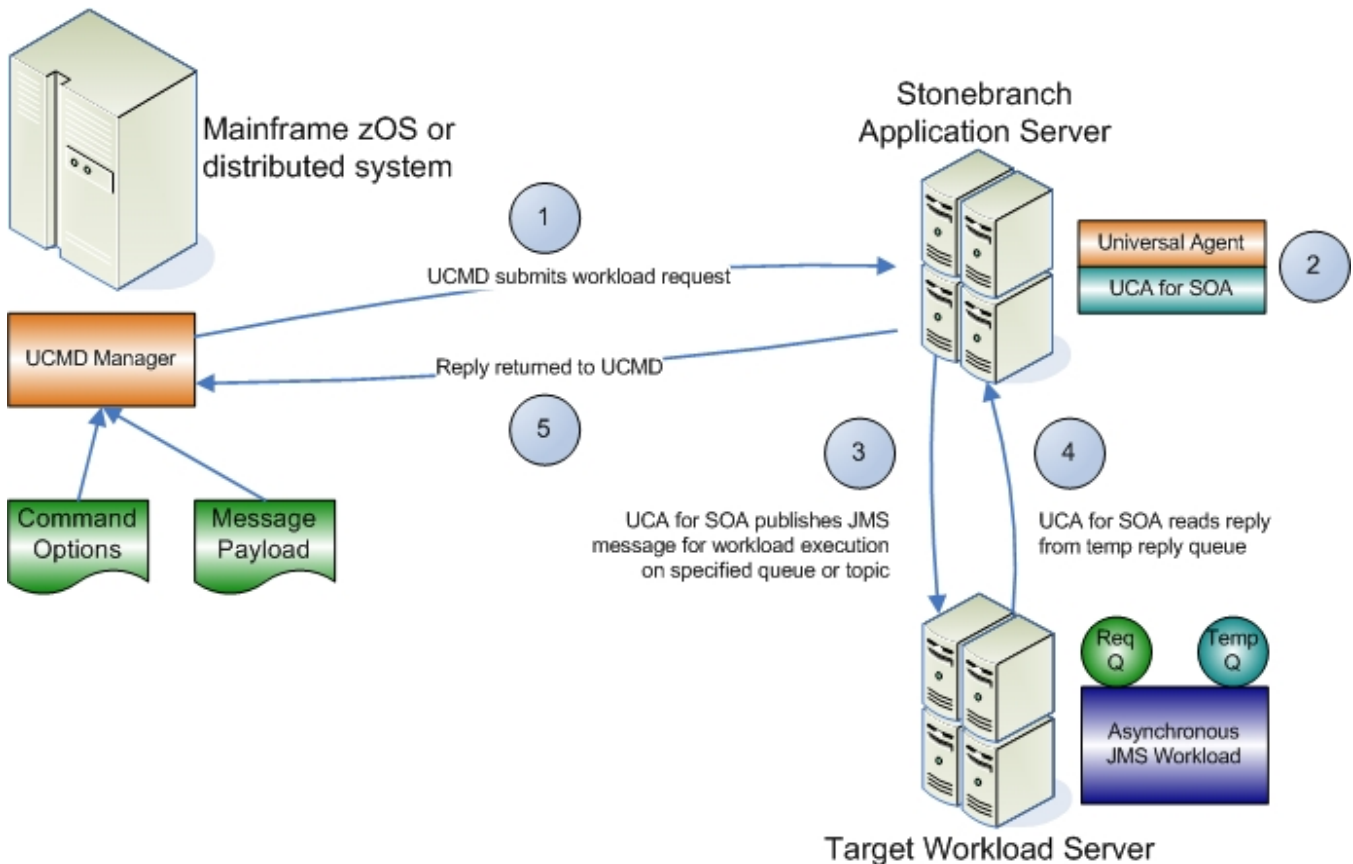 Mainframe zOS or
distributed system
Stonebranch
Application Server
1
UCMD submits workload request
Universal Agent
UCA for SOA
2
UCMD Manager
Reply returned to UCMD
5
3
4
Command
Options
Message
Payload
UCA for SOA publishes JMS
message for workload execution
on specified queue or topic
UCA for SOA reads reply
from temp reply queue
Req
Q
Temp
Q
Asynchronous
JMS Workload
Target Workload Server